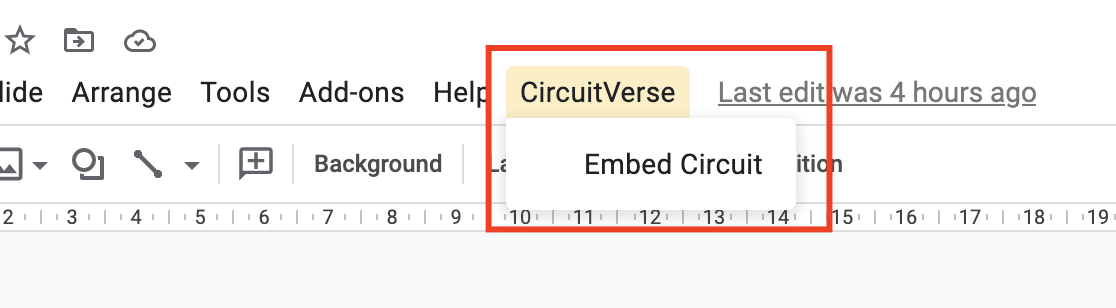 lide Arrange Tools Add-ons Help CircuitVerse Last edit was 4 hours ago
Background La Embed Circuit ition
2 3 4 5 6 7 8 9 10 11 12 13 14 15 16 17 18 19